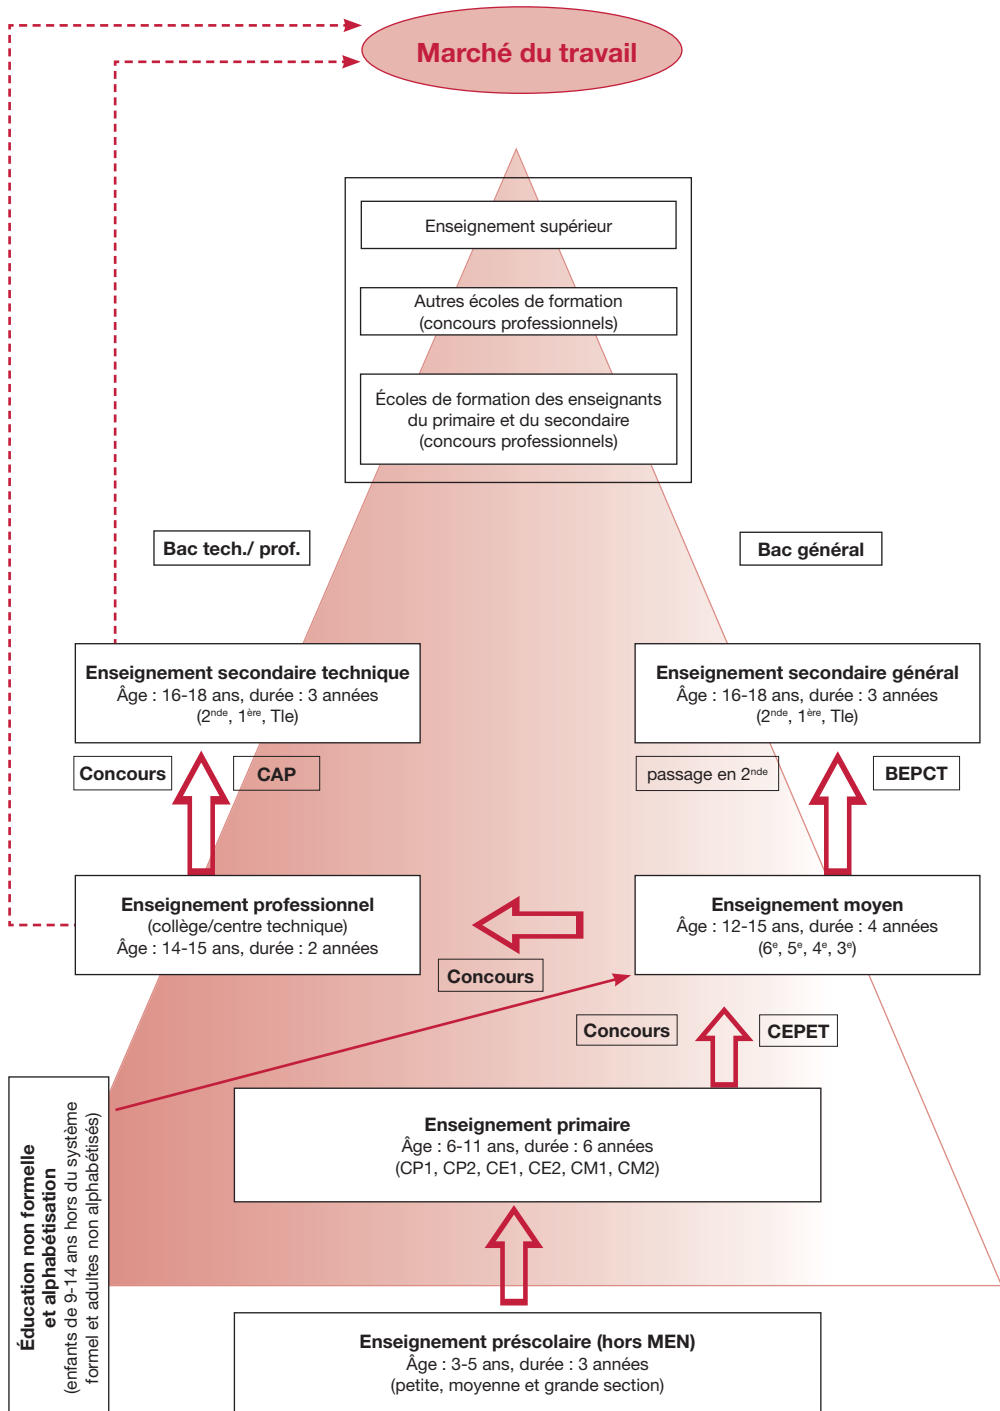 Marché du travail
Enseignement supérieur
Autres écoles de formation
(concours professionnels)
Écoles de formation des enseignants
du primaire et du secondaire
(concours professionnels)
Bac tech./ prof.
Bac général
Enseignement secondaire technique
Âge : 16-18 ans, durée : 3 années
(2nde, 1ère, Tle)
Enseignement secondaire général
Âge : 16-18 ans, durée : 3 années
(2nde, 1ère, Tle)
Concours
CAP
passage en 2nde
BEPCT
Enseignement professionnel
(collège/centre technique)
Âge : 14-15 ans, durée : 2 années
Enseignement moyen
Âge : 12-15 ans, durée : 4 années
(6e, 5e, 4e, 3e)
Concours
Concours
CEPET
Éducation non formelle
et alphabétisation
(enfants de 9-14 ans hors du système
formel et adultes non alphabétisés)
Enseignement primaire
Âge : 6-11 ans, durée : 6 années
(CP1, CP2, CE1, CE2, CM1, CM2)
Enseignement préscolaire (hors MEN)
Âge : 3-5 ans, durée : 3 années
(petite, moyenne et grande section)